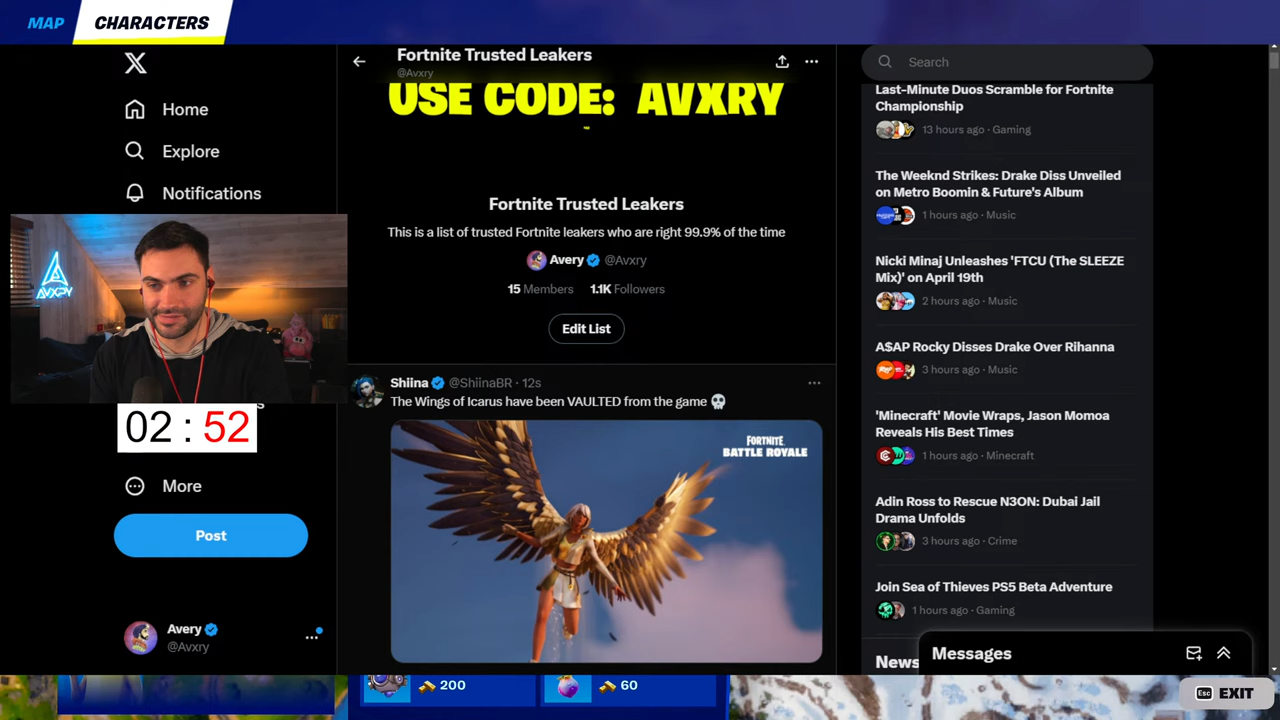 MAP
CHARACTERS
Home
Explore
Notifications
AVXRY
02 : 52
More
Post
Avery
@Avxry
Fortnite Trusted Leakers
@Avxry
USE CODE: AVXRY
Fortnite Trusted Leakers
This is a list of trusted Fortnite leakers who are right 99.9% of the time
Avery @Avxry
15 Members 1.1K Followers
Edit List
Shiina @ShiinaBR · 12s
The Wings of Icarus have been VAULTED from the game
FORTNITE
BATTLE ROYALE
200
60
Search
Last-Minute Duos Scramble for Fortnite
Championship
13 hours ago · Gaming
The Weeknd Strikes: Drake Diss Unveiled
on Metro Boomin & Future's Album
1 hours ago · Music
Nicki Minaj Unleashes 'FTCU (The SLEEZE
Mix)' on April 19th
2 hours ago · Music
A$AP Rocky Disses Drake Over Rihanna
3 hours ago · Music
'Minecraft' Movie Wraps, Jason Momoa
Reveals His Best Times
1 hours ago · Minecraft
Adin Ross to Rescue N3ON: Dubai Jail
Drama Unfolds
3 hours ago · Crime
Join Sea of Thieves PS5 Beta Adventure
1 hours ago · Gaming
News
Messages
Esc EXIT